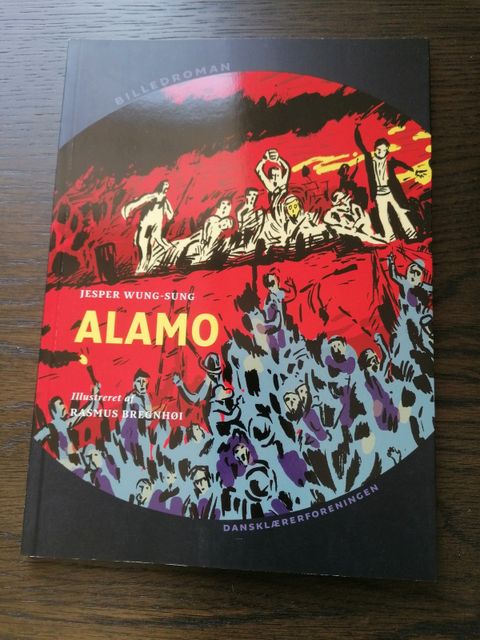 BILLEDROMAN
JESPER WUNG-SUNG
ALAMO
Illustreret af
RASMUS BREGNHØI
DANSKLÆRERFORENINGEN